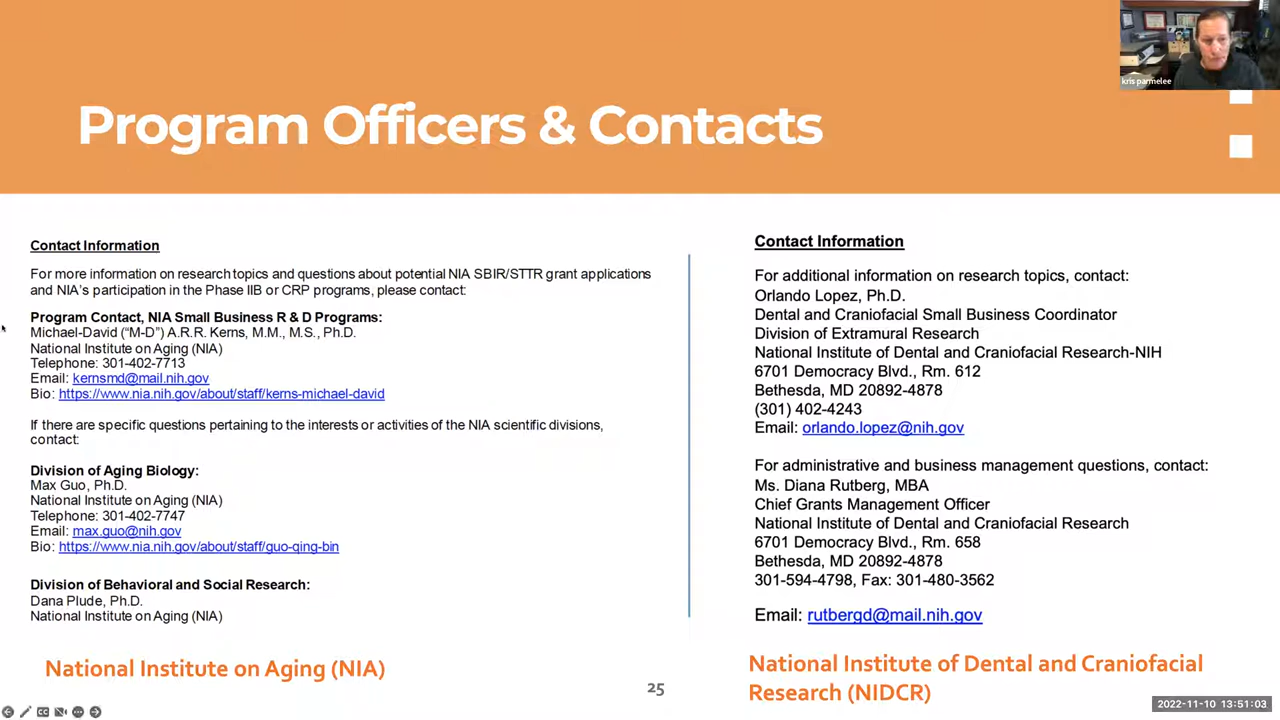 kris parmelee
Program Officers & Contacts
Contact Information
For more information on research topics and questions about potential NIA SBIR/STTR grant applications
and NIA's participation in the Phase IIB or CRP programs, please contact:
Program Contact, NIA Small Business R & D Programs:
Michael-David ("M-D") A.R.R. Kerns, M.M., M.S., Ph.D.
National Institute on Aging (NIA)
Telephone: 301-402-7713
Email: kernsmd@mail.nih.gov
Bio: https://www.nia.nih.gov/about/staff/kerns-michael-david
If there are specific questions pertaining to the interests or activities of the NIA scientific divisions,
contact:
Division of Aging Biology:
Max Guo, Ph.D.
National Institute on Aging (NIA)
Telephone: 301-402-7747
Email: max.guo@nih.gov
Bio: https://www.nia.nih.gov/about/staff/guo-qing-bin
Division of Behavioral and Social Research:
Dana Plude, Ph.D.
National Institute on Aging (NIA)
National Institute on Aging (NIA)
Contact Information
For additional information on research topics, contact:
Orlando Lopez, Ph.D.
Dental and Craniofacial Small Business Coordinator
Division of Extramural Research
National Institute of Dental and Craniofacial Research-NIH
6701 Democracy Blvd., Rm. 612
Bethesda, MD 20892-4878
(301) 402-4243
Email: orlando.lopez@nih.gov
For administrative and business management questions, contact:
Ms. Diana Rutberg, MBA
Chief Grants Management Officer
National Institute of Dental and Craniofacial Research
6701 Democracy Blvd., Rm. 658
Bethesda, MD 20892-4878
301-594-4798, Fax: 301-480-3562
Email: rutbergd@mail.nih.gov
National Institute of Dental and Craniofacial
Research (NIDCR)
25
2022-11-10 13:51:03